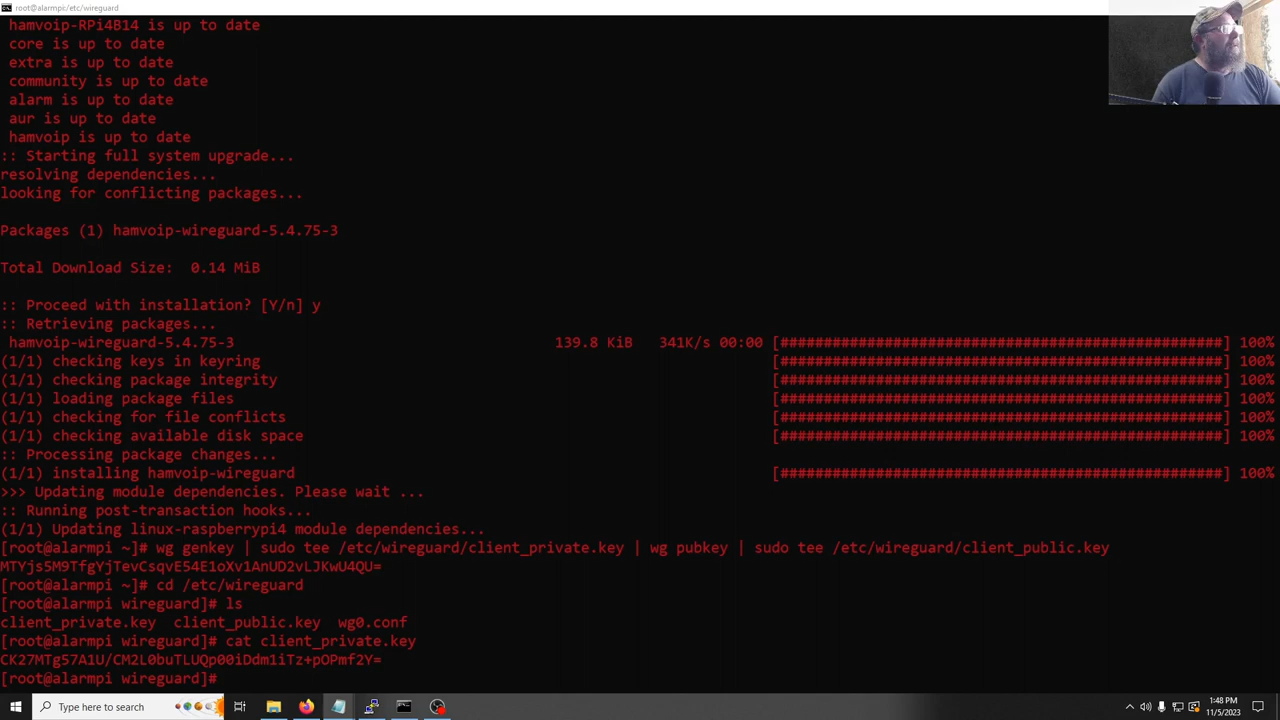 root@alarmpi:/etc/wireguard
hamvoip-RPi4B14 is up to date
core is up to date
extra is up to date
community is up to date
alarm is up to date
aur is up to date
hamvoip is up to date
:: Starting full system upgrade...
resolving dependencies...
looking for conflicting packages...
Packages (1) hamvoip-wireguard-5.4.75-3
Total Download Size:  0.14 MiB
:: Proceed with installation? [Y/n] y
:: Retrieving packages...
hamvoip-wireguard-5.4.75-3 139.8 KiB 341K/s 00:00 [###########################################] 100%
(1/1) checking keys in keyring [###########################################] 100%
(1/1) checking package integrity [###########################################] 100%
(1/1) loading package files [###########################################] 100%
(1/1) checking for file conflicts [###########################################] 100%
(1/1) checking available disk space [###########################################] 100%
:: Processing package changes...
(1/1) installing hamvoip-wireguard [###########################################] 100%
>>> Updating module dependencies. Please wait ...
:: Running post-transaction hooks...
(1/1) Updating linux-raspberrypi4 module dependencies...
[root@alarmpi ~]# wg genkey | sudo tee /etc/wireguard/client_private.key | wg pubkey | sudo tee /etc/wireguard/client_public.key
MTYjs5M9TfgYjTevCsqvE54E1oXv1AnUD2vLJKwU4QU=
[root@alarmpi ~]# cd /etc/wireguard
[root@alarmpi wireguard]# ls
client_private.key  client_public.key  wg0.conf
[root@alarmpi wireguard]# cat client_private.key
CK27MTg57A1U/CM2L0buTLUQp00iDdm1iTz+pOPmf2Y=
[root@alarmpi wireguard]#
Type here to search
1:48 PM
11/5/2023